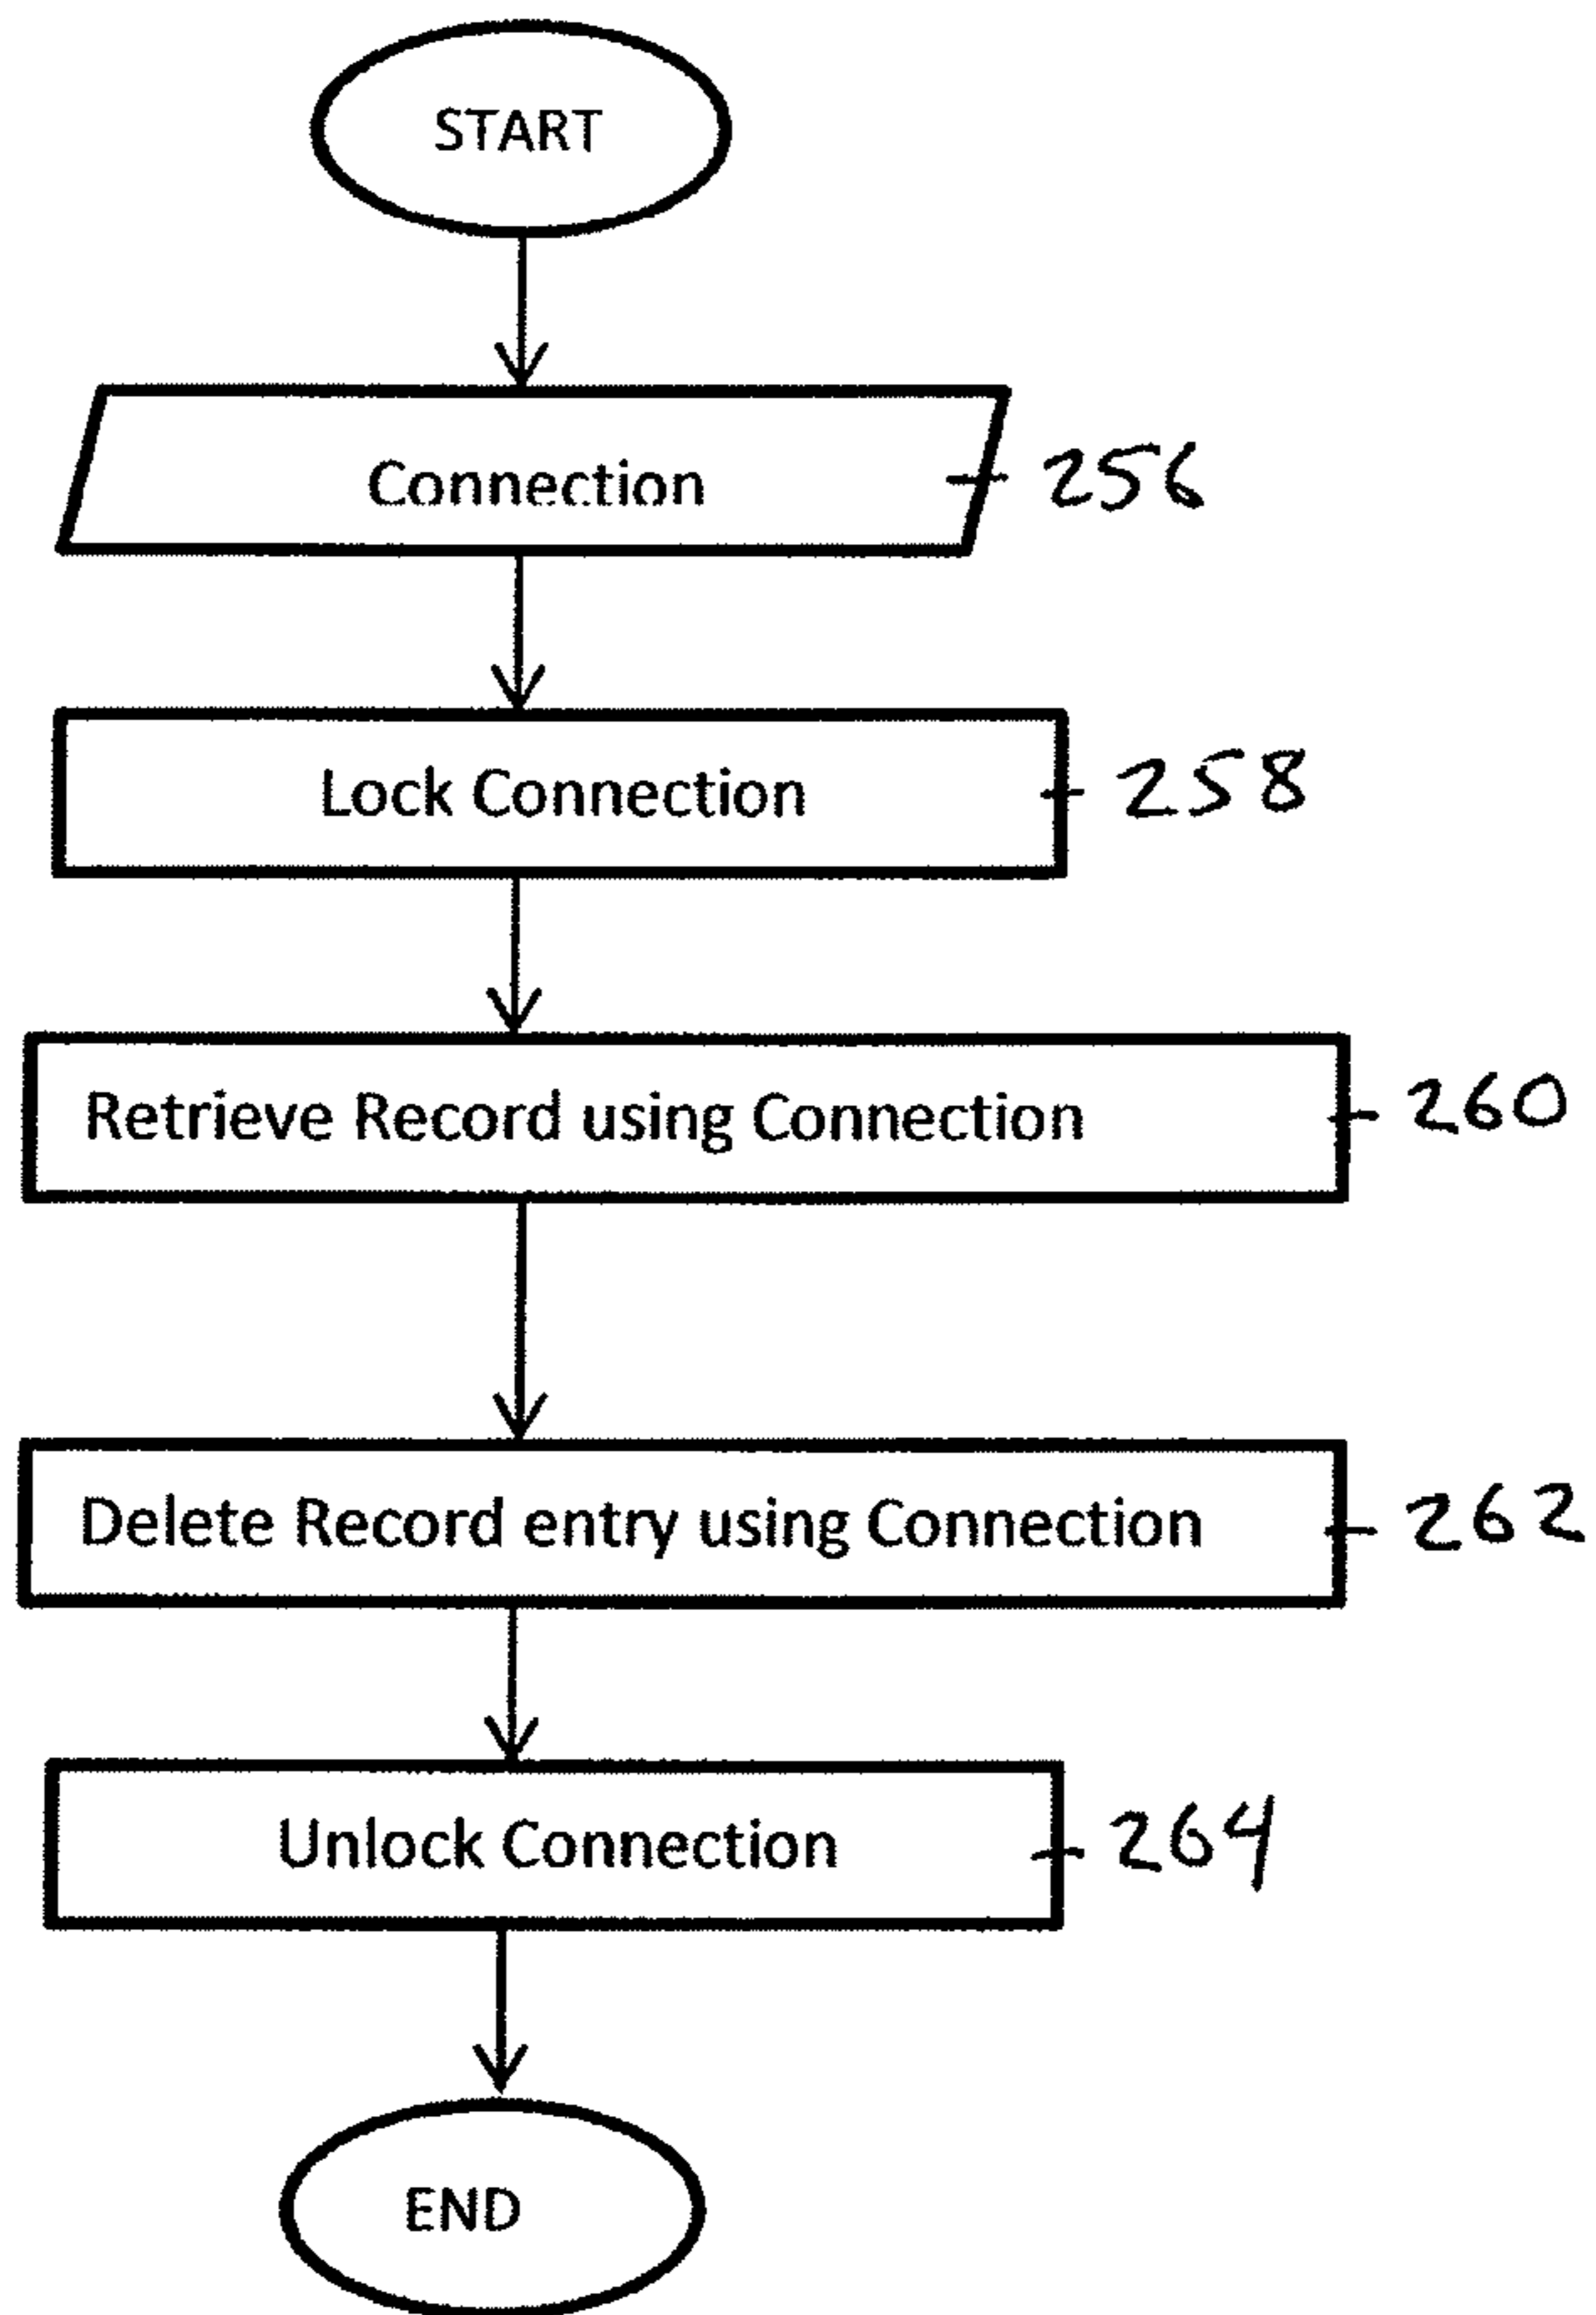 START
Connection 256
Lock Connection 258
Retrieve Record using Connection 260
Delete Record entry using Connection 262
Unlock Connection 264
END